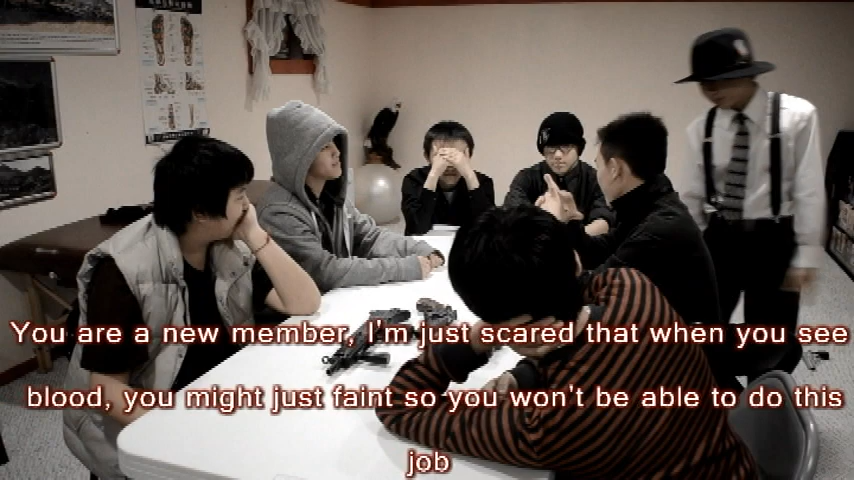 You are a new member, I'm just scared that when you see
blood, you might just faint so you won't be able to do this
job